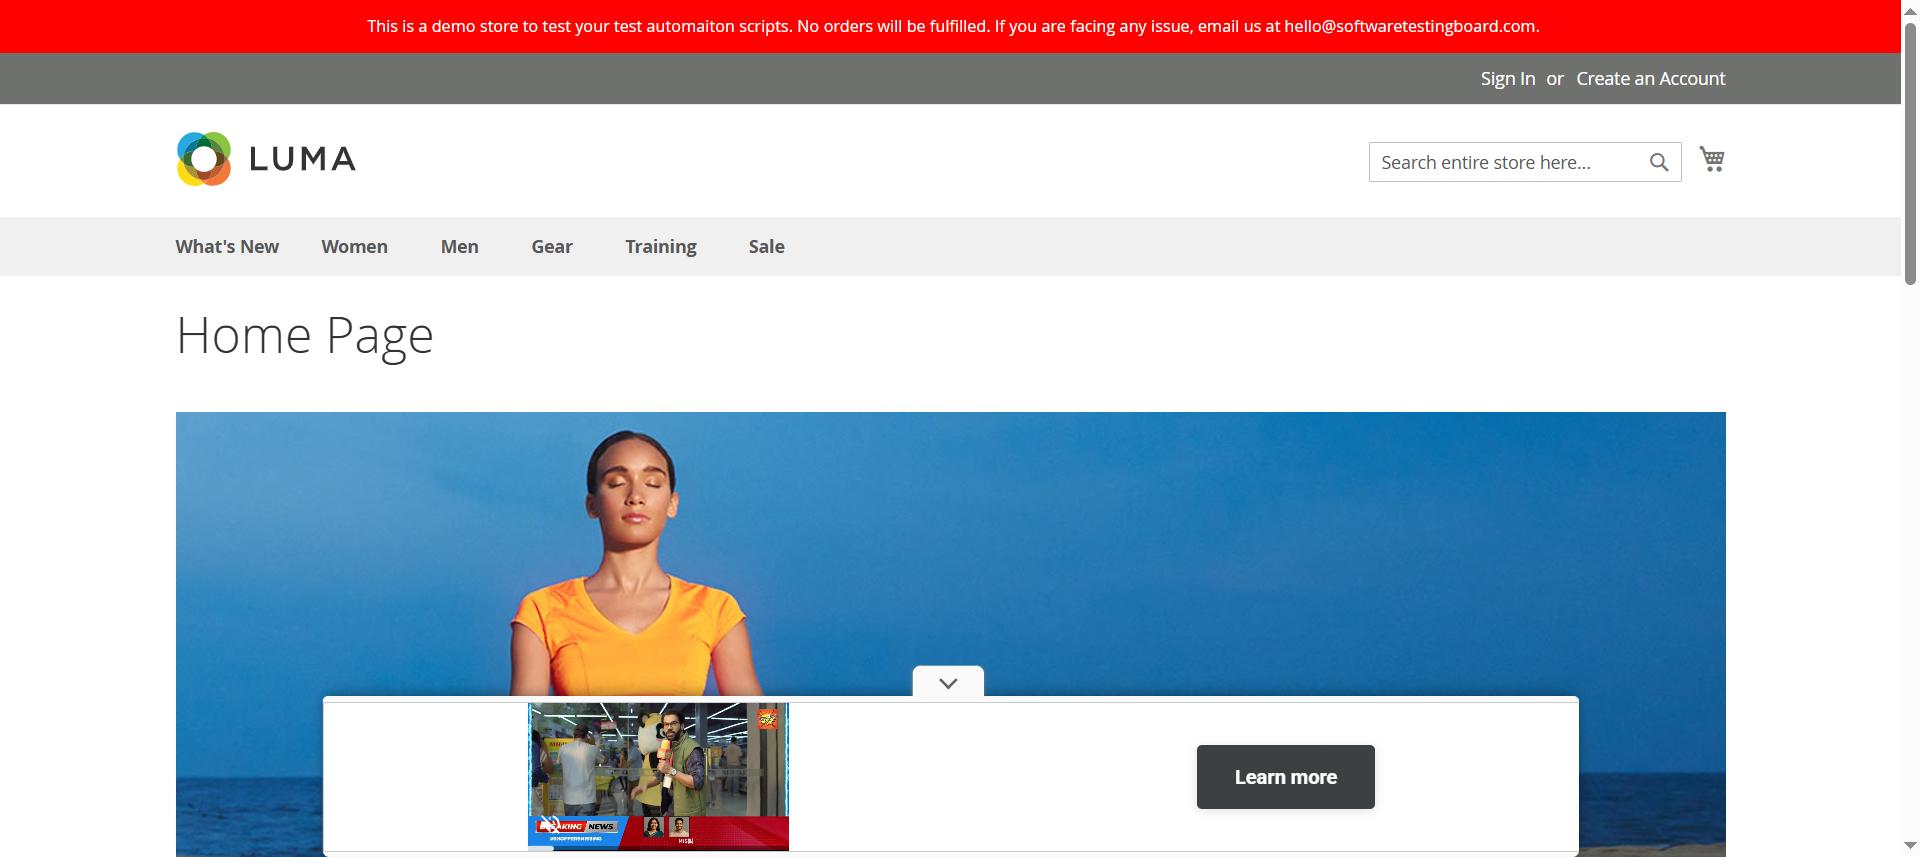 This is a demo store to test your test automaiton scripts. No orders will be fulfilled. If you are facing any issue, email us at hello@softwaretestingboard.com.
Sign In or Create an Account
LUMA
Search entire store here...
What's New Women Men Gear Training Sale
Home Page
Learn more
BREAKING NEWS
#SHOPPERSKISSING